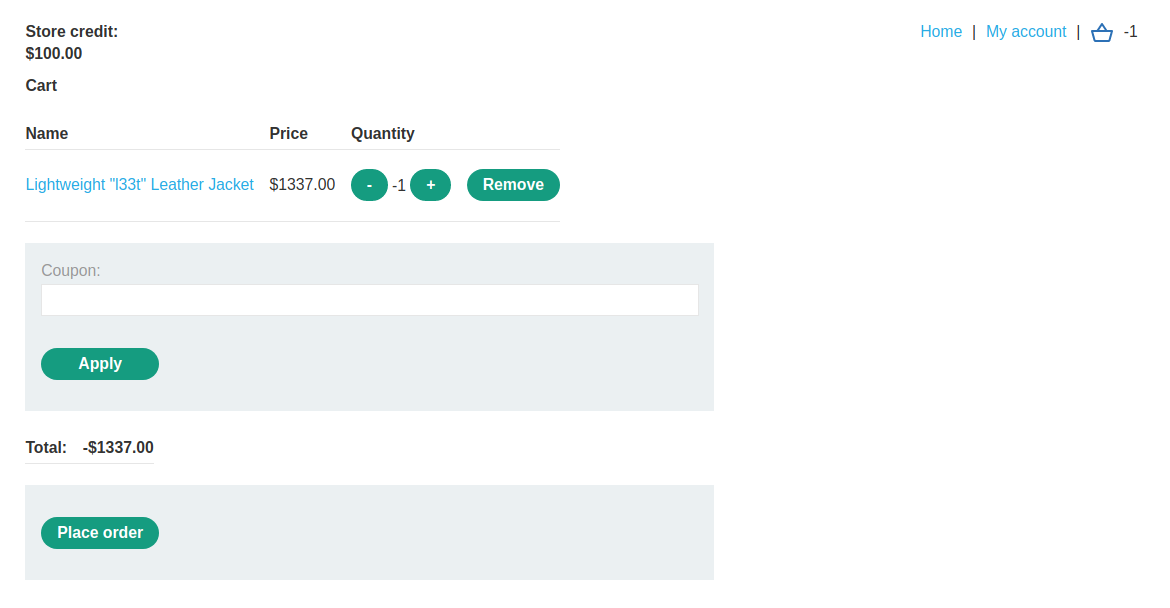 Store credit:
$100.00
Home | My account | -1
Cart
Name Price Quantity
Lightweight "l33t" Leather Jacket $1337.00 - -1 + Remove
Coupon:
Apply
Total: -$1337.00
Place order